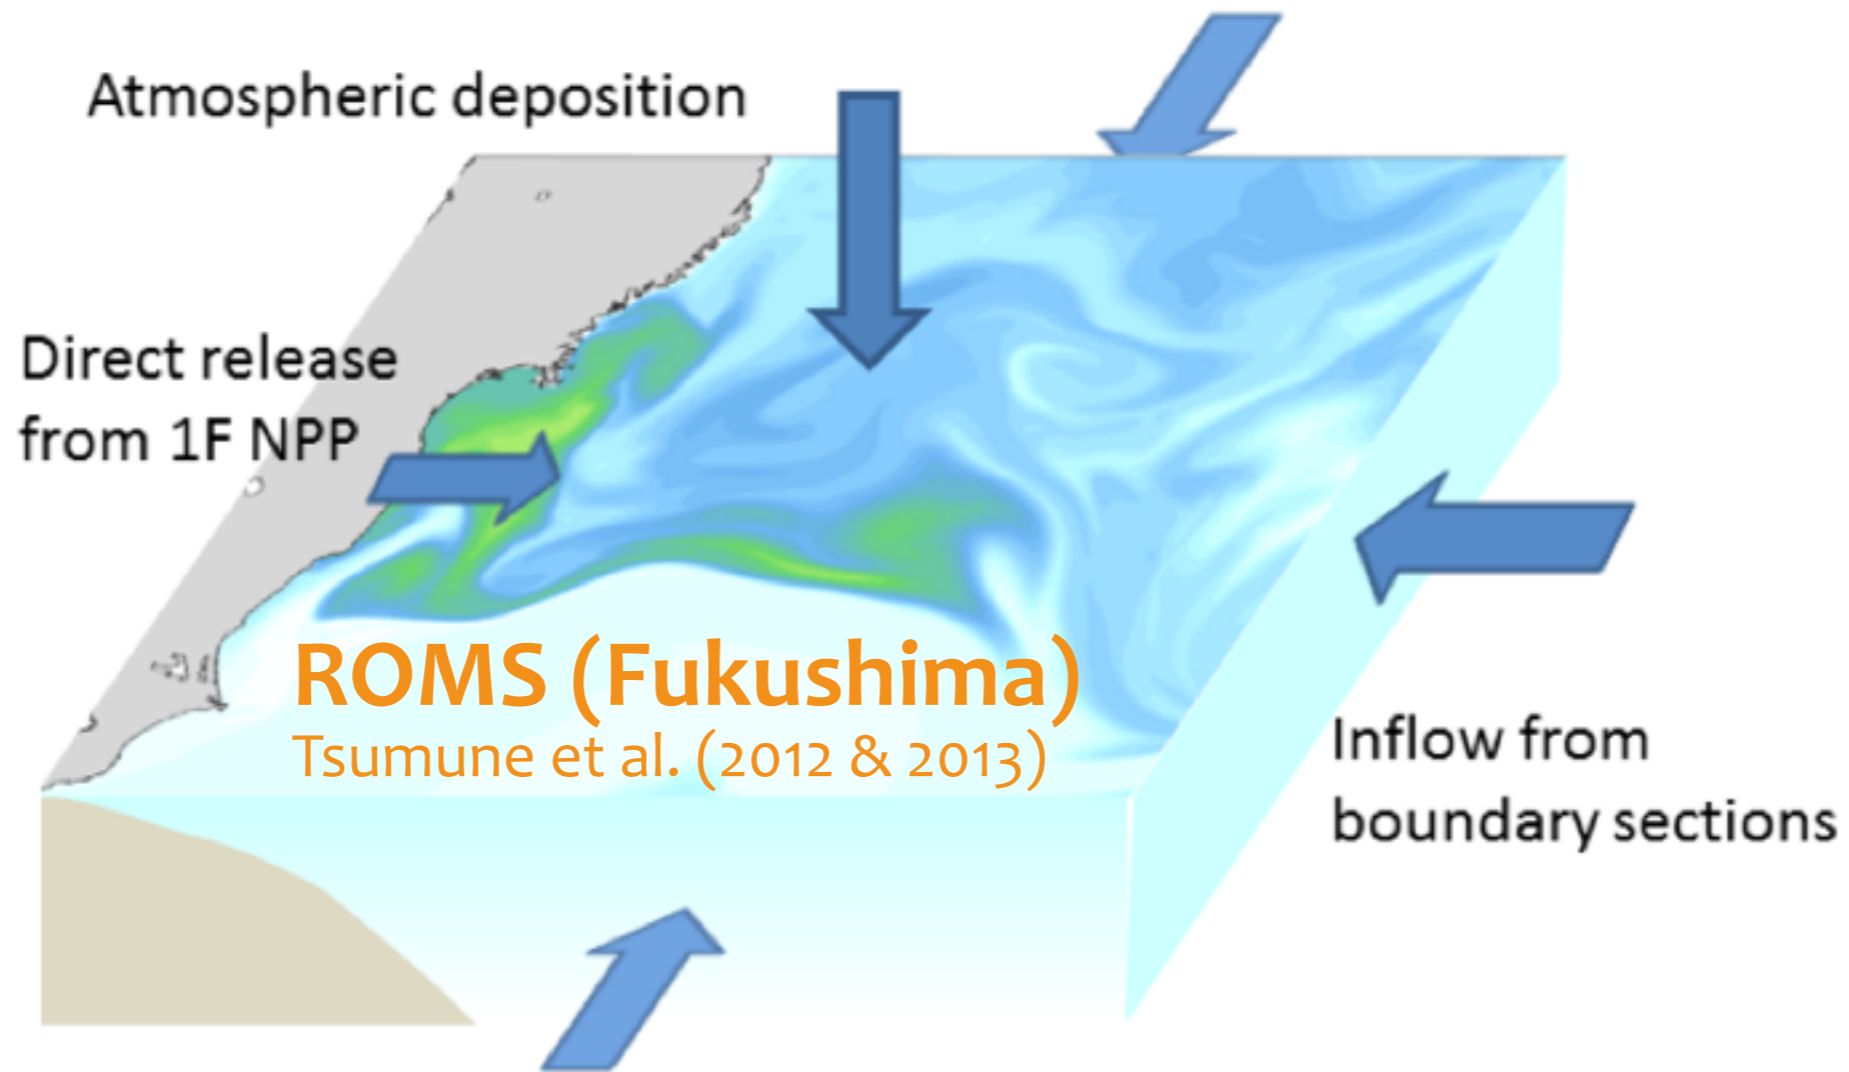 Atmospheric deposition
Direct release
from 1F NPP
ROMS (Fukushima)
Tsumune et al. (2012 & 2013)
Inflow from
boundary sections